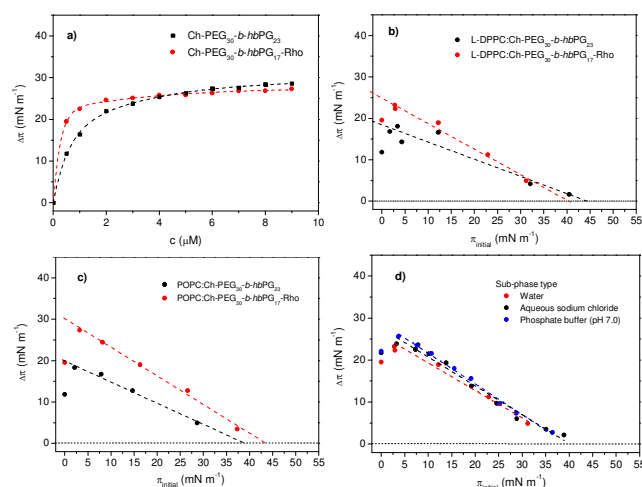 a)
Ch-PEG30-b-hbPG23
Ch-PEG30-b-hbPG17-Rho
Δπ (mN m-1)
40
30
20
10
0
0 2 4 6 8 10
c (μM)
b)
L-DPPC:Ch-PEG30-b-hbPG23
L-DPPC:Ch-PEG30-b-hbPG17-Rho
Δπ (mN m-1)
40
30
20
10
0
0 5 10 15 20 25 30 35 40 45 50 55
πinitial (mN m-1)
c)
POPC:Ch-PEG30-b-hbPG23
POPC:Ch-PEG30-b-hbPG17-Rho
Δπ (mN m-1)
40
30
20
10
0
0 5 10 15 20 25 30 35 40 45 50 55
πinitial (mN m-1)
d)
Sub-phase type
Water
Aqueous sodium chloride
Phosphate buffer (pH 7.0)
Δπ (mN m-1)
40
30
20
10
0
0 5 10 15 20 25 30 35 40 45 50 55
πinitial (mN m-1)